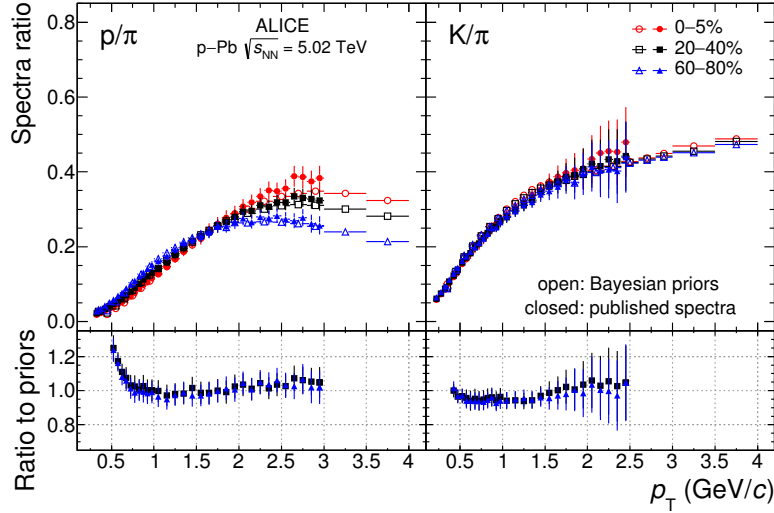 Spectra ratio
0.8
0.6
0.4
0.2
0.0
p/π
ALICE
p−Pb √sNN = 5.02 TeV
K/π
0−5%
20−40%
60−80%
open: Bayesian priors
closed: published spectra
Ratio to priors
1.2
1.0
0.8
0.5 1 1.5 2 2.5 3 3.5 4
0.5 1 1.5 2 2.5 3 3.5 4
pT (GeV/c)